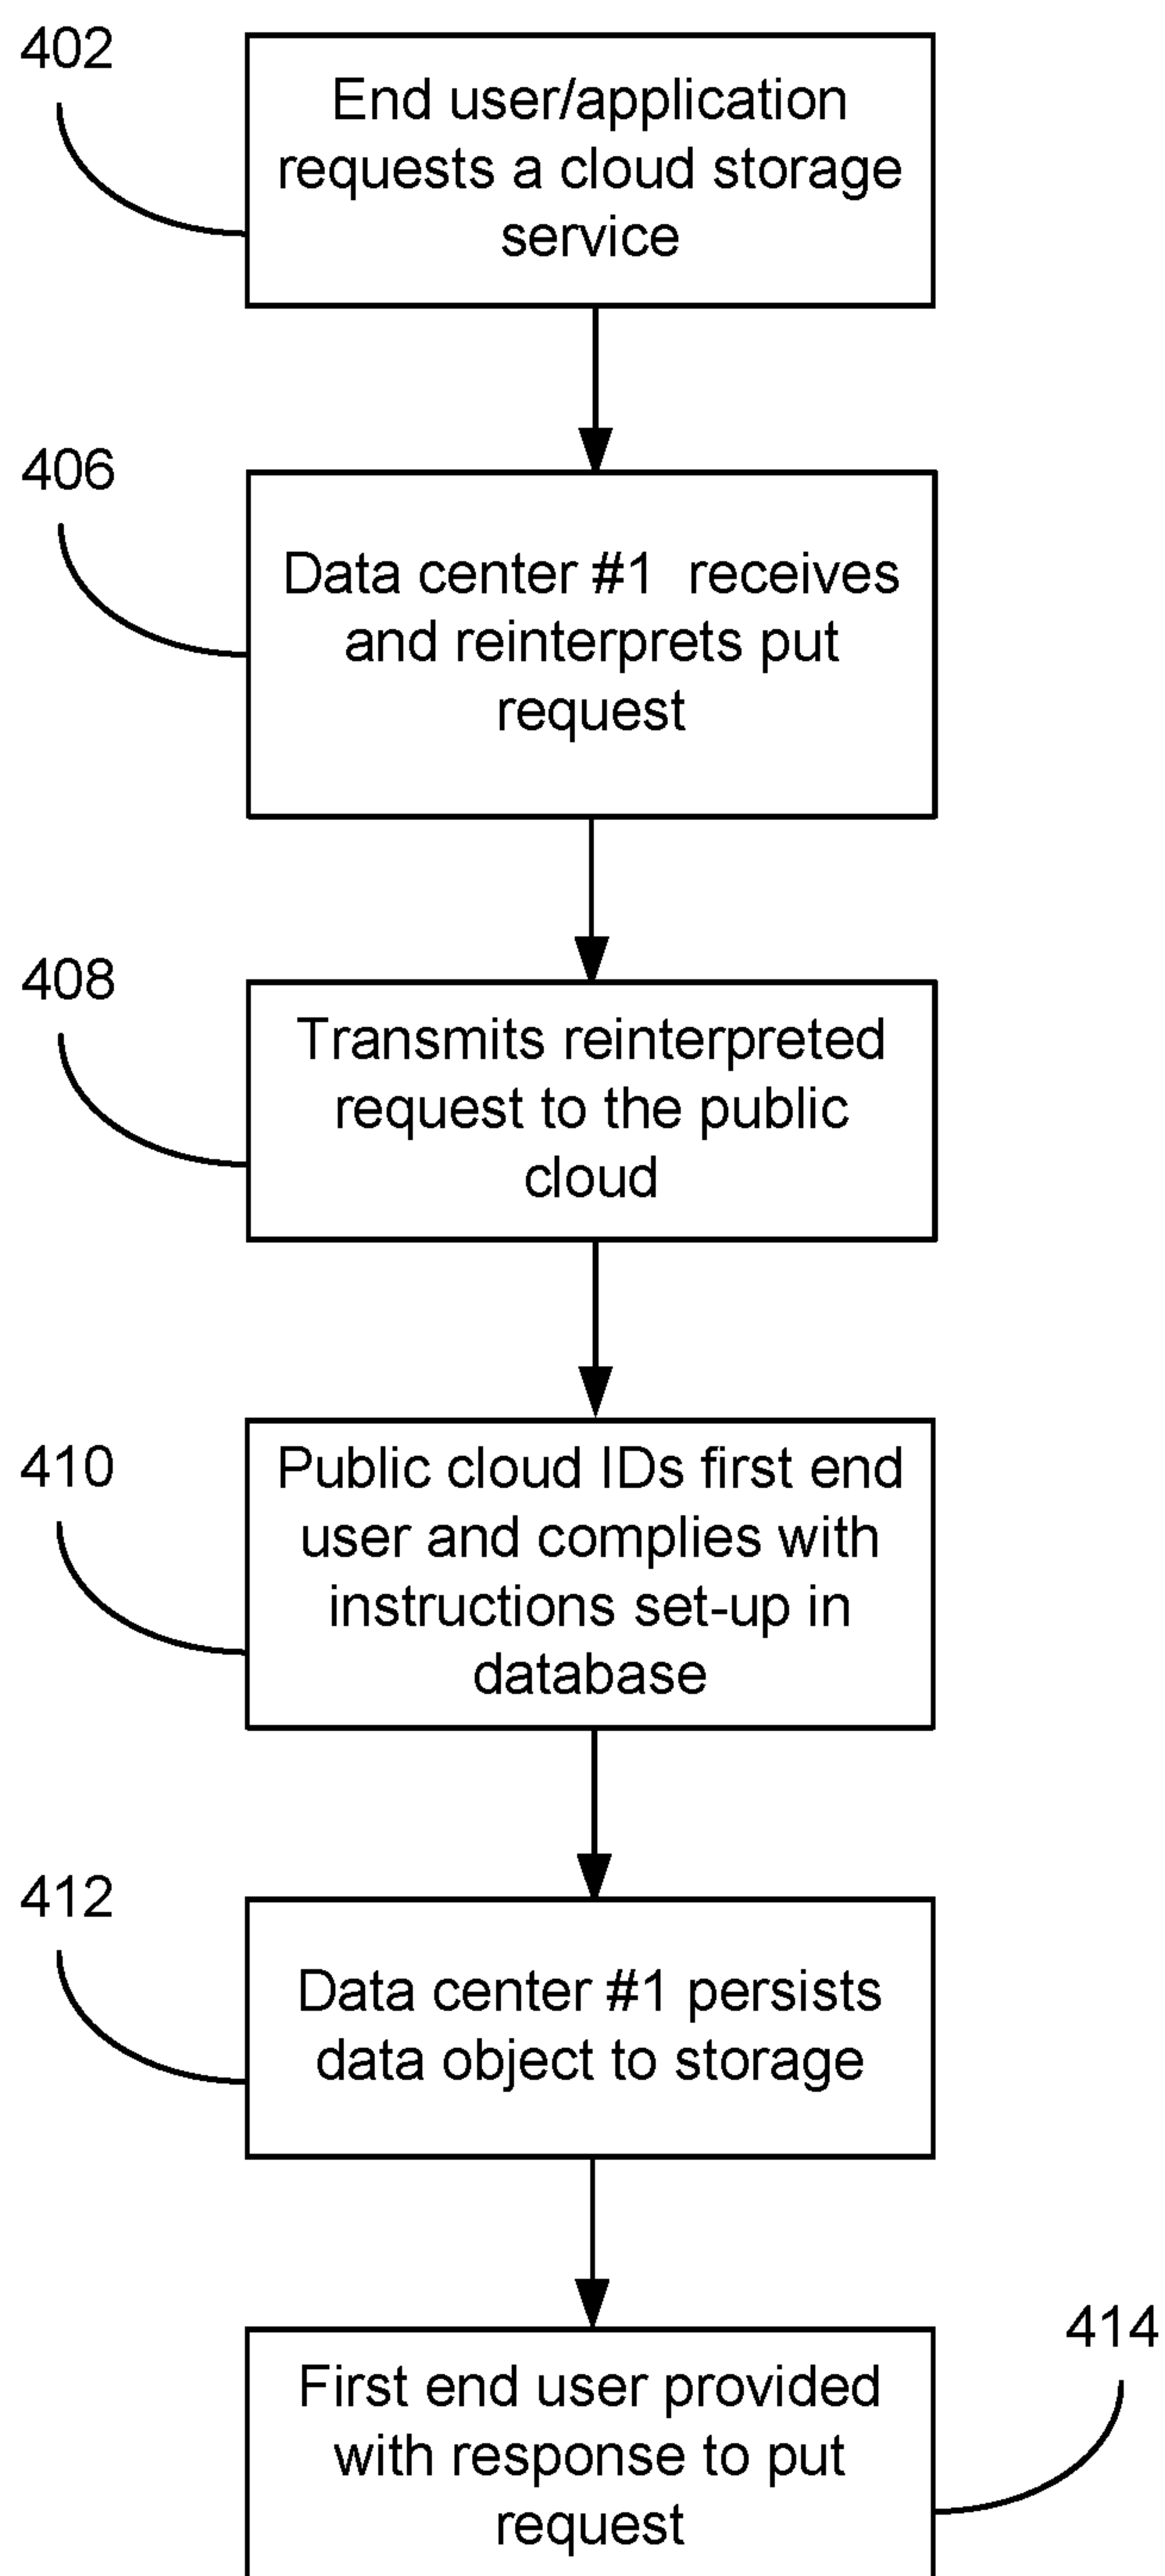 402
End user/application
requests a cloud storage
service
406
Data center #1 receives
and reinterprets put
request
408
Transmits reinterpreted
request to the public
cloud
410
Public cloud IDs first end
user and complies with
instructions set-up in
database
412
Data center #1 persists
data object to storage
414
First end user provided
with response to put
request